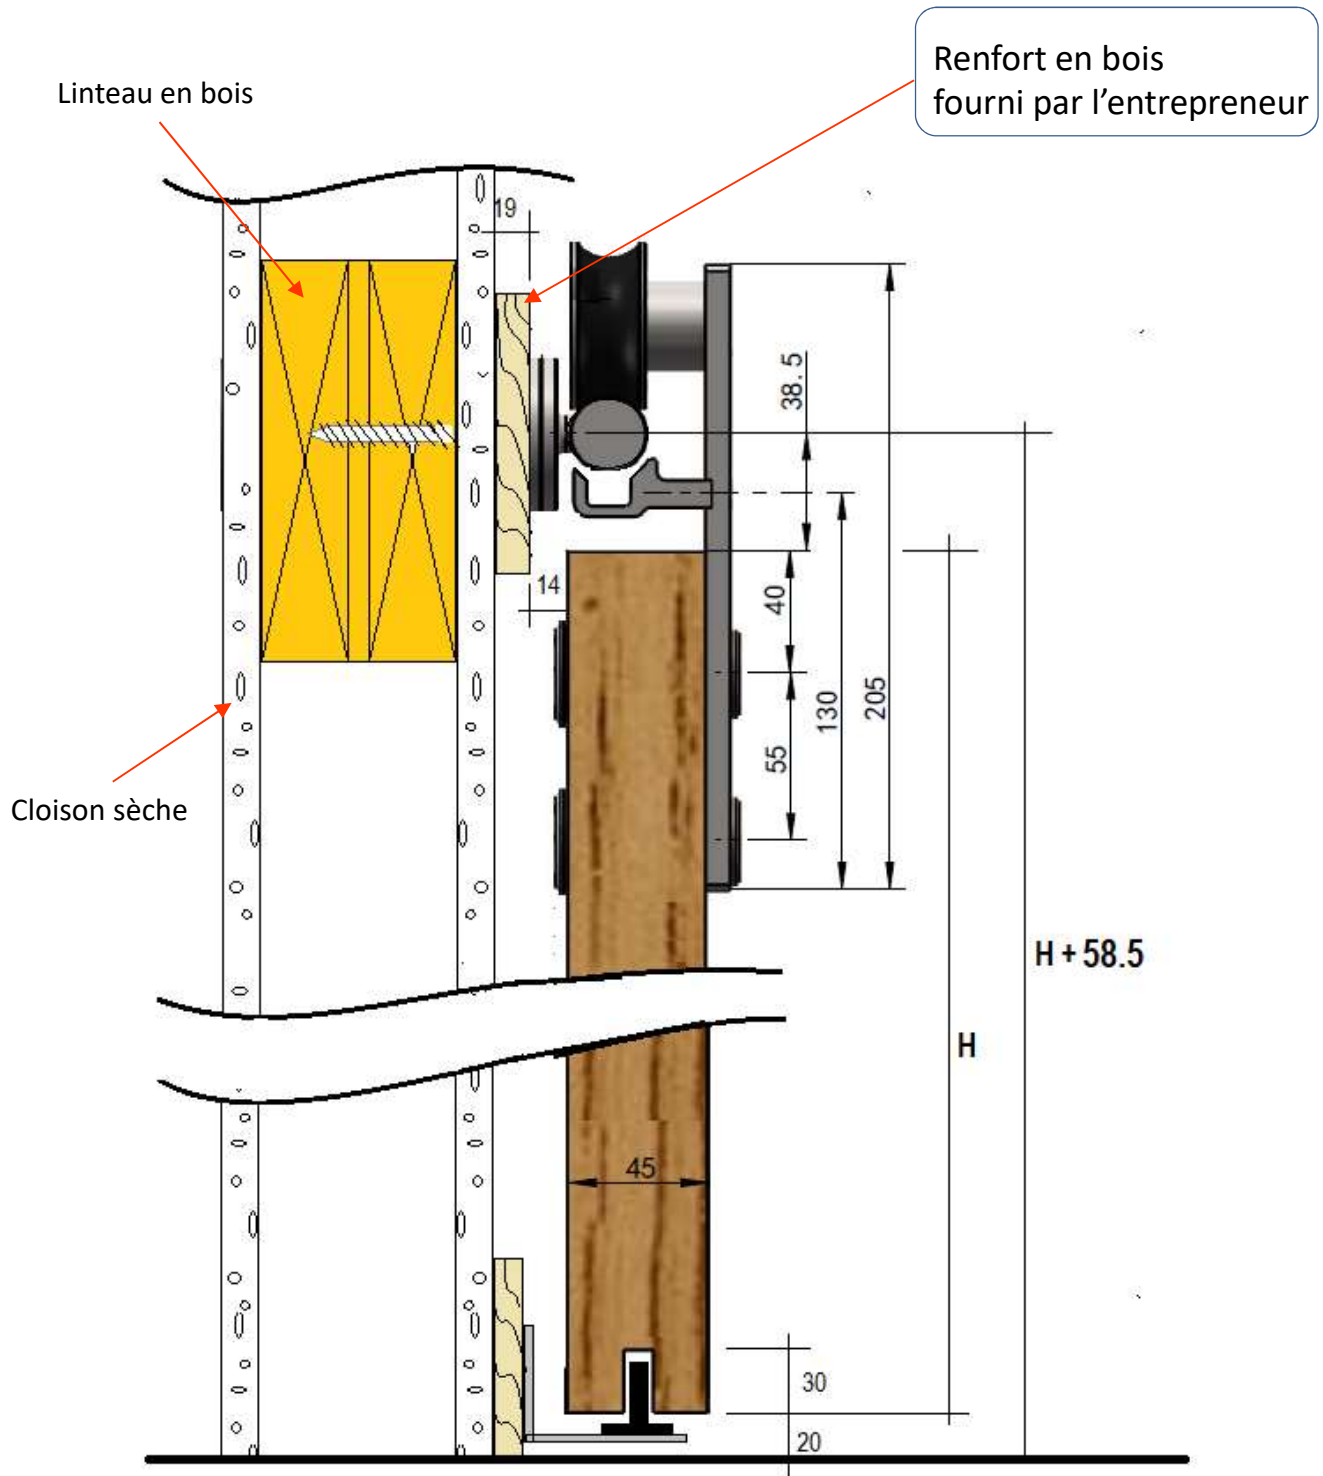 Renfort en bois
fourni par l’entrepreneur
Linteau en bois
19
38.5
14
40
130
205
55
Cloison sèche
H + 58.5
H
45
30
20